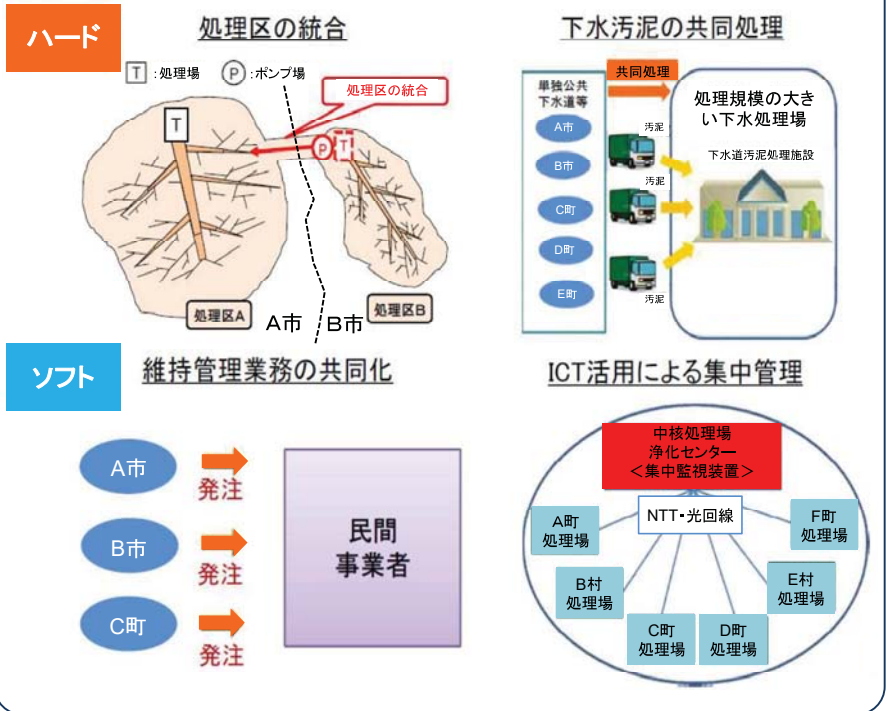 ハード
処理区の統合
T:処理場 P:ポンプ場
処理区の統合
T
P
T
処理区A
A市
B市
処理区B
下水汚泥の共同処理
単独公共
下水道等
共同処理
A市
B市
C町
D町
E町
汚泥
汚泥
汚泥
処理規模の大き
い下水処理場
下水道汚泥処理施設
ソフト
維持管理業務の共同化
A市
発注
B市
発注
C町
発注
民間
事業者
ICT活用による集中管理
中核処理場
浄化センター
<集中監視装置>
NTT・光回線
A町
処理場
B村
処理場
C町
処理場
D町
処理場
E村
処理場
F町
処理場